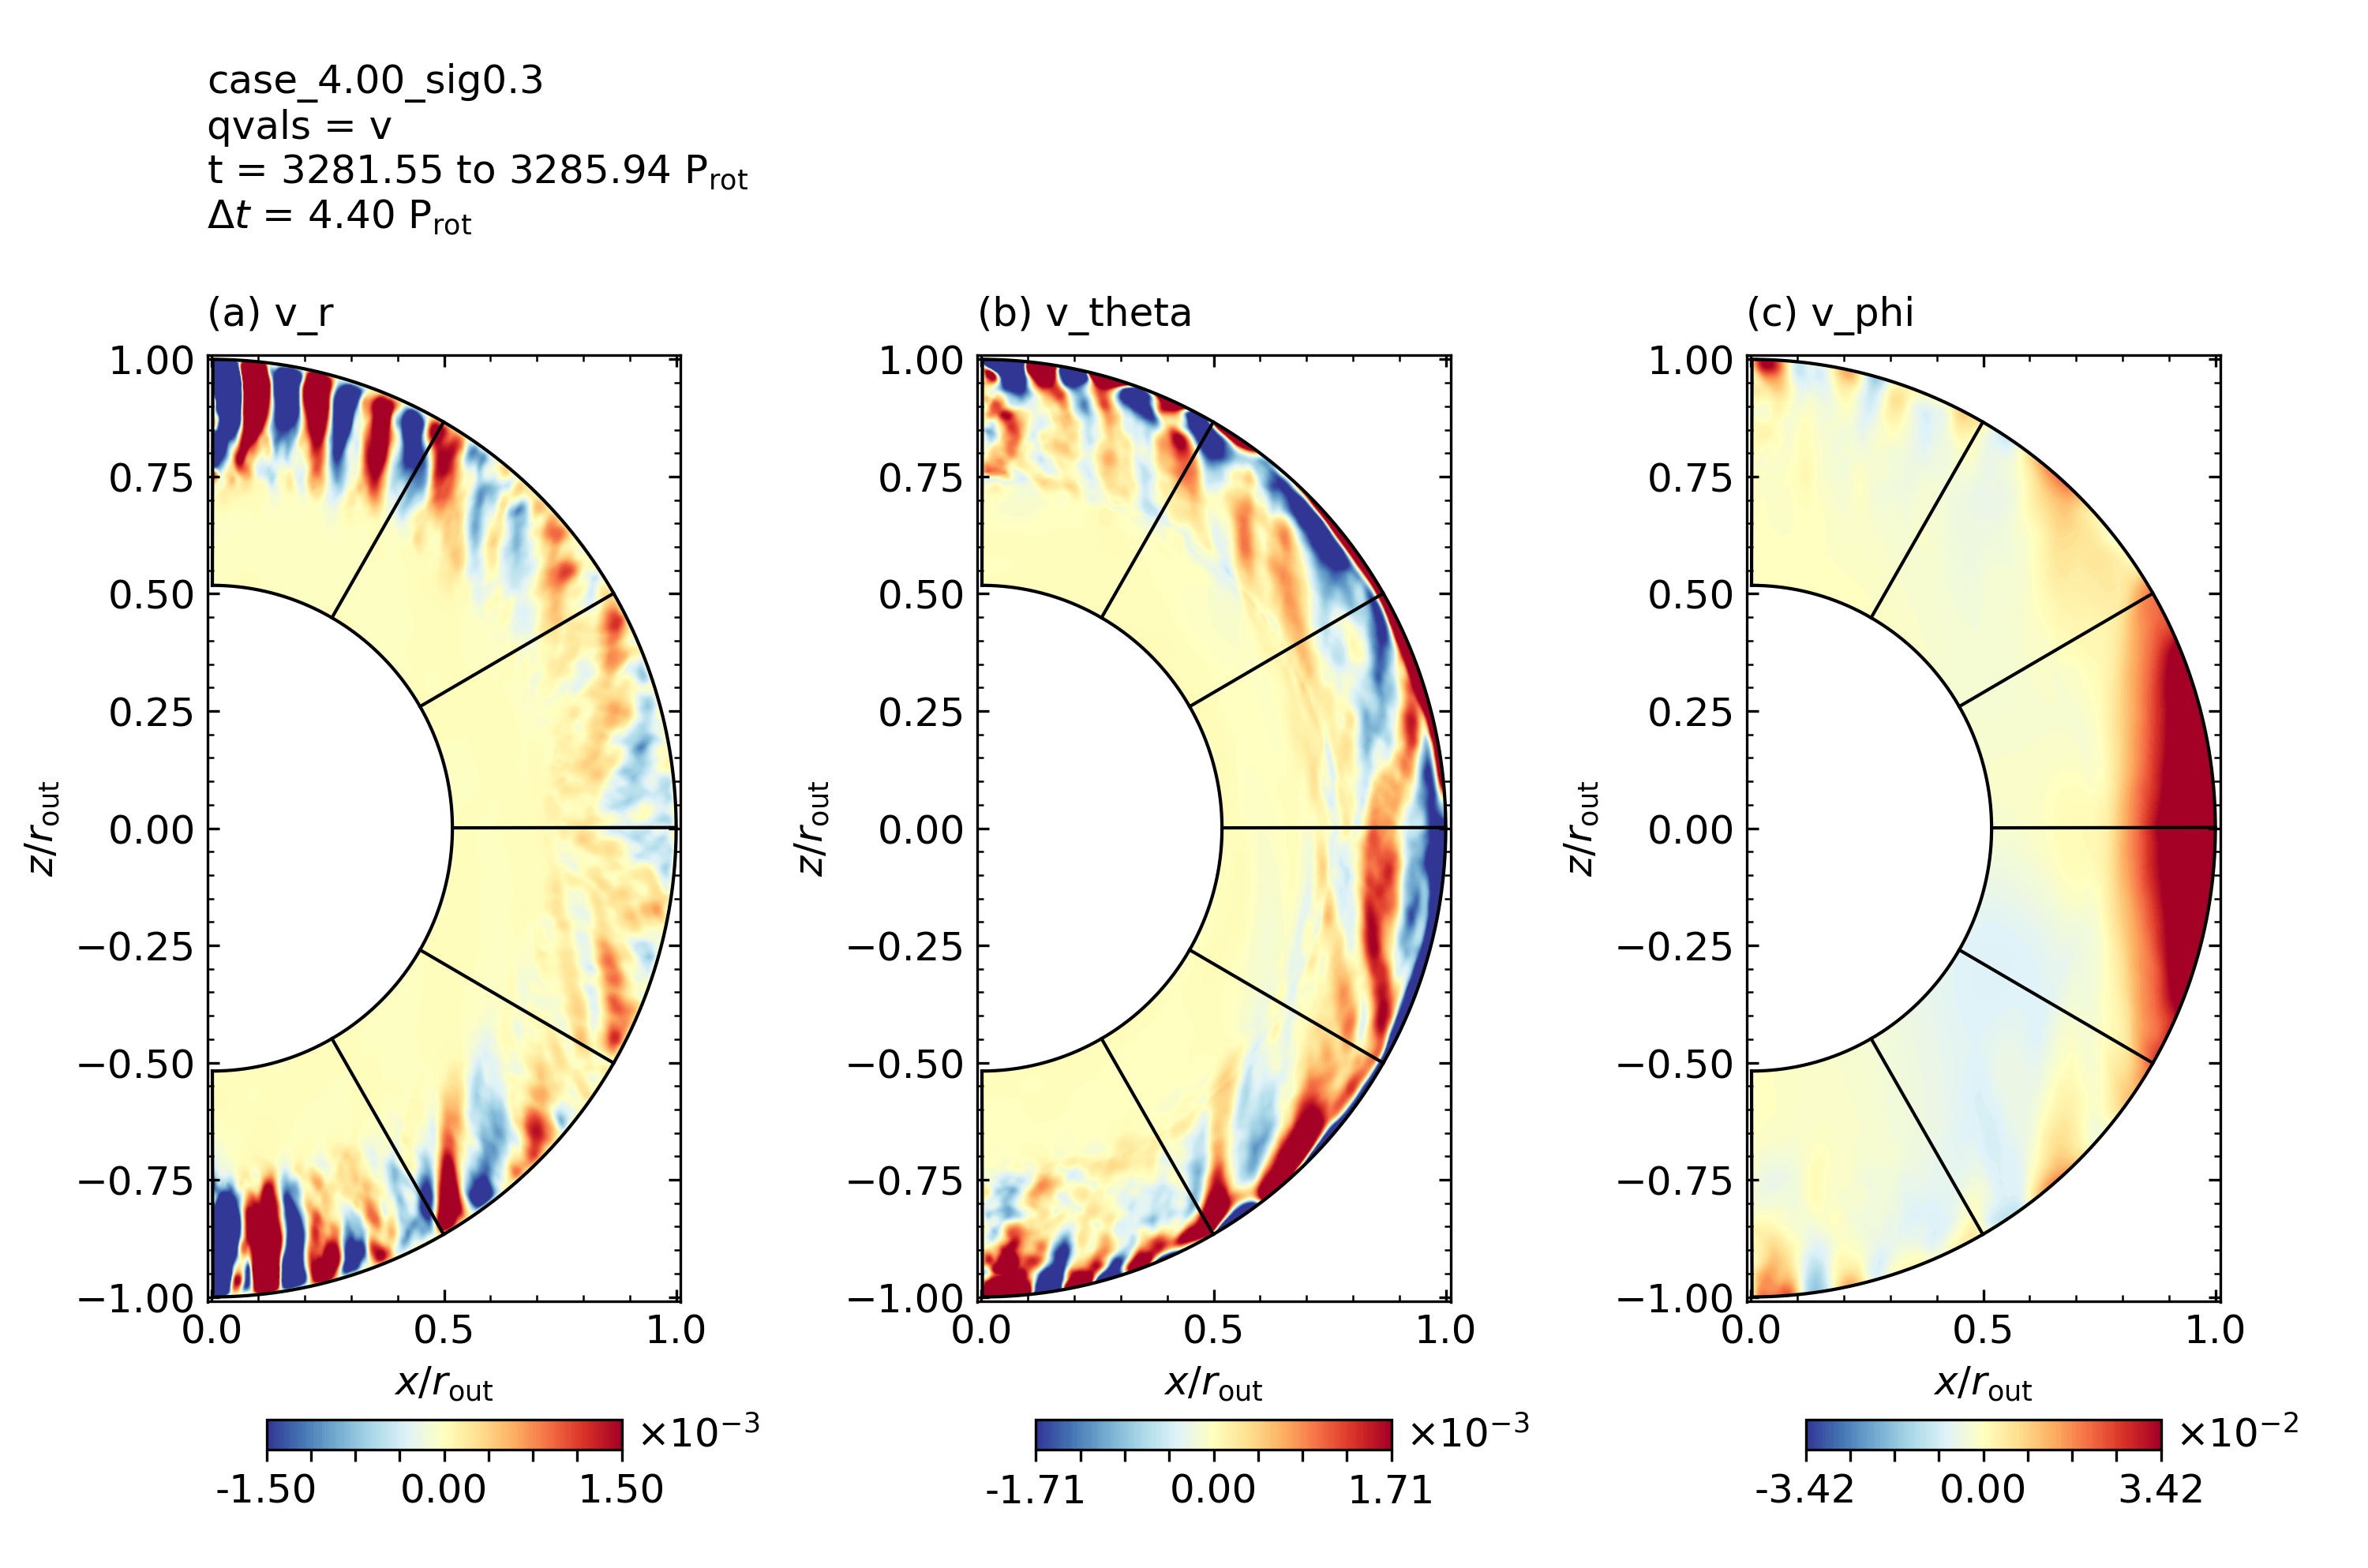 case_4.00_sig0.3
qvals = v
t = 3281.55 to 3285.94 P_rot
Δt = 4.40 P_rot
(a) v_r
(b) v_theta
(c) v_phi
1.00
0.75
0.50
0.25
0.00
−0.25
−0.50
−0.75
−1.00
z/r_out
0.0 0.5 1.0
x/r_out
1.00
0.75
0.50
0.25
0.00
−0.25
−0.50
−0.75
−1.00
z/r_out
0.0 0.5 1.0
x/r_out
1.00
0.75
0.50
0.25
0.00
−0.25
−0.50
−0.75
−1.00
z/r_out
0.0 0.5 1.0
x/r_out
×10⁻³
-1.50 0.00 1.50
×10⁻³
-1.71 0.00 1.71
×10⁻²
-3.42 0.00 3.42